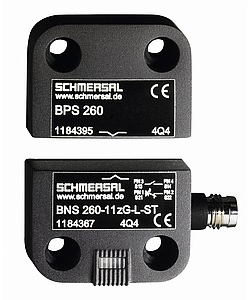 SCHMERSAL
www.schmersal.de
CE
BPS 260
1184395 4Q4
SCHMERSAL
www.schmersal.de
CE
BNS 260-11zG-L-ST
1184367 4Q4